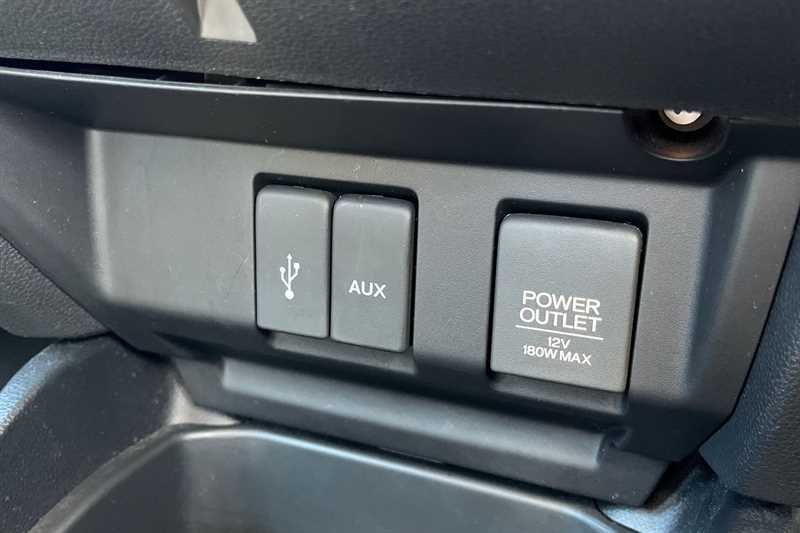 AUX
POWER
OUTLET
12V
180W MAX